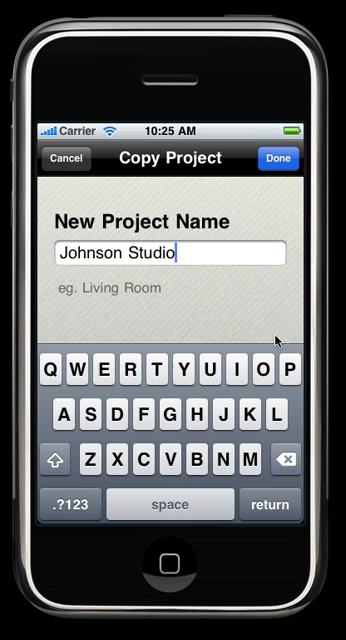 Carrier 10:25 AM
Cancel Copy Project Done
New Project Name
Johnson Studio
eg. Living Room
Q W E R T Y U I O P
A S D F G H J K L
Z X C V B N M
.?123 space return